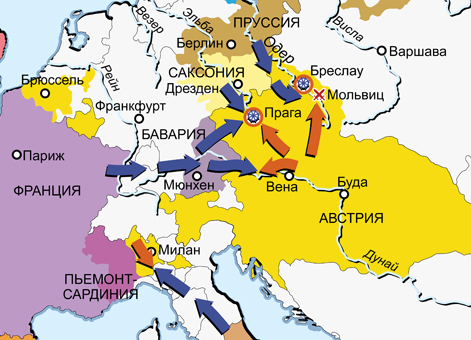 ПРУССИЯ
Эльба
Везер
Висла
Берлин
Одер
Варшава
САКСОНИЯ
Бреслау
Брюссель
Рейн
Дрезден
Мольвиц
Франкфурт
Прага
БАВАРИЯ
Париж
ФРАНЦИЯ
Мюнхен
Вена
Буда
АВСТРИЯ
Милан
Дунай
ПЬЕМОНТ-
САРДИНИЯ